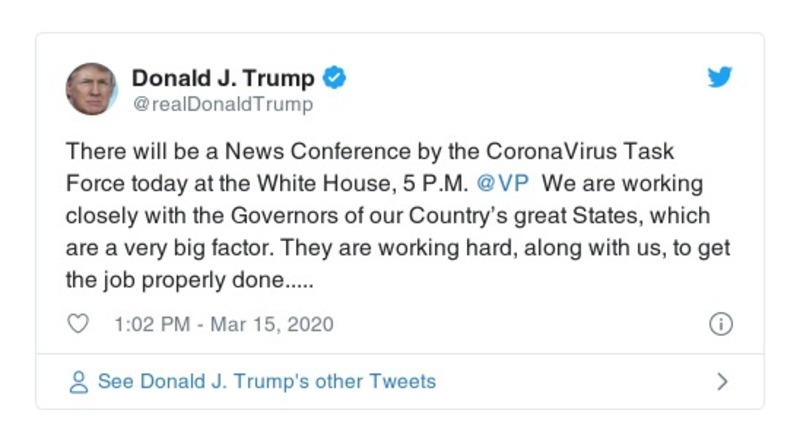 Donald J. Trump
@realDonaldTrump
There will be a News Conference by the CoronaVirus Task
Force today at the White House, 5 P.M. @VP We are working
closely with the Governors of our Country’s great States, which
are a very big factor. They are working hard, along with us, to get
the job properly done.....
1:02 PM - Mar 15, 2020
See Donald J. Trump's other Tweets